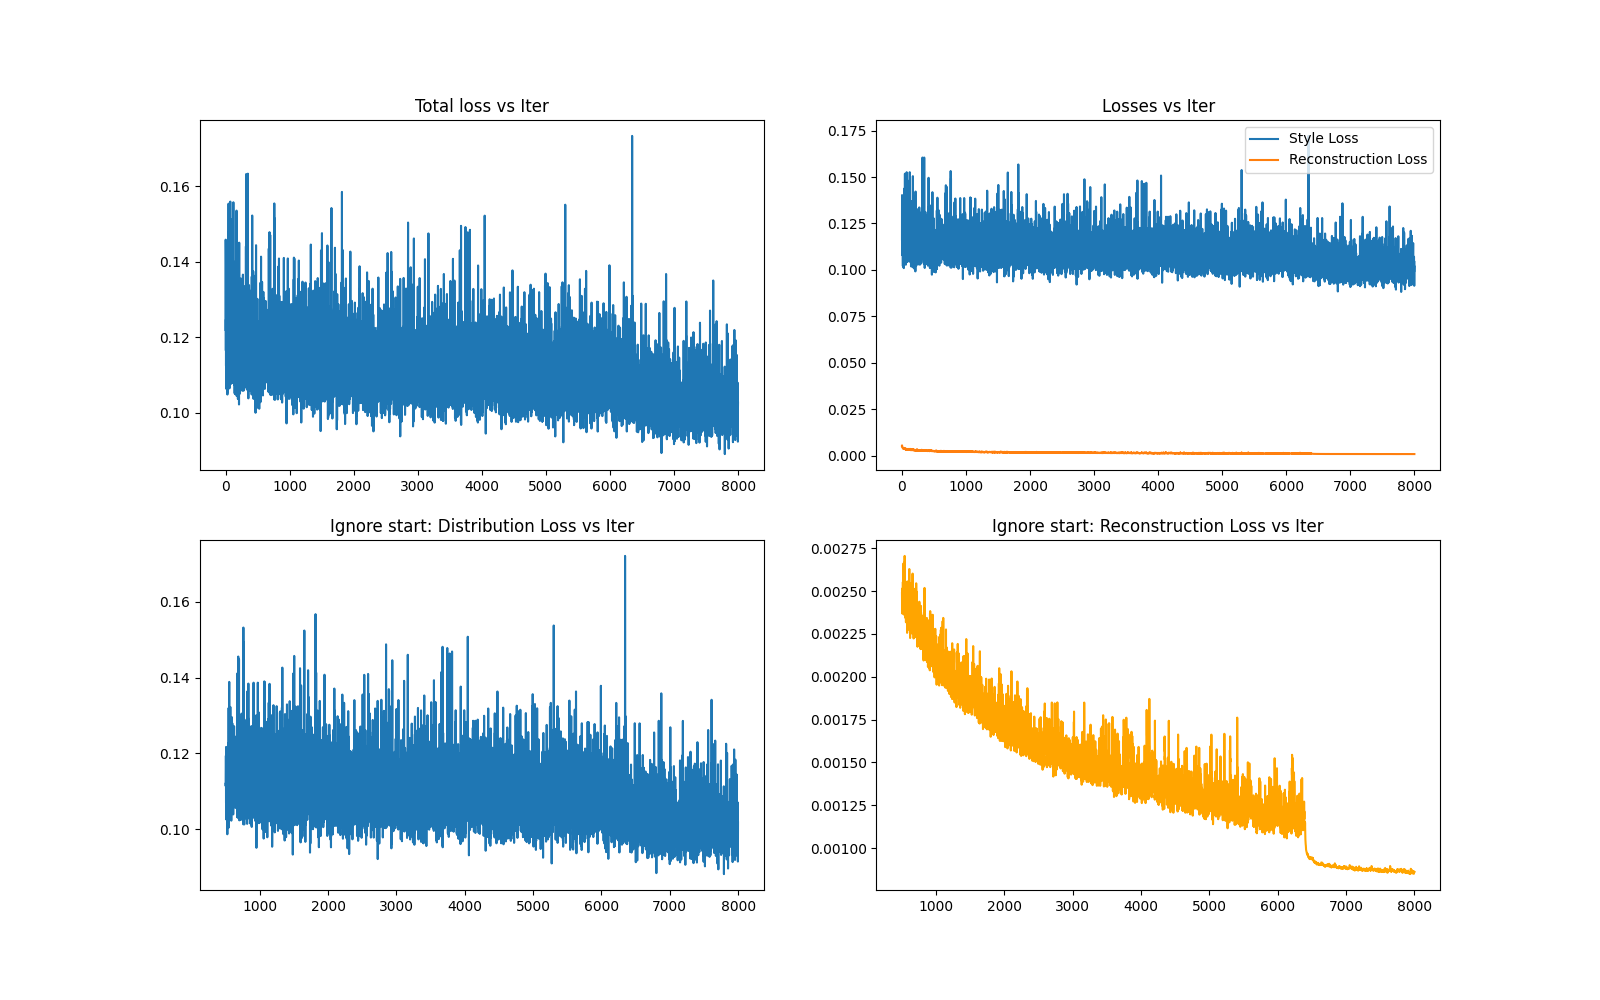 Total loss vs Iter
0.16
0.14
0.12
0.10
0 1000 2000 3000 4000 5000 6000 7000 8000
Losses vs Iter
Style Loss
Reconstruction Loss
0.175
0.150
0.125
0.100
0.075
0.050
0.025
0.000
0 1000 2000 3000 4000 5000 6000 7000 8000
Ignore start: Distribution Loss vs Iter
0.16
0.14
0.12
0.10
1000 2000 3000 4000 5000 6000 7000 8000
Ignore start: Reconstruction Loss vs Iter
0.00275
0.00250
0.00225
0.00200
0.00175
0.00150
0.00125
0.00100
1000 2000 3000 4000 5000 6000 7000 8000